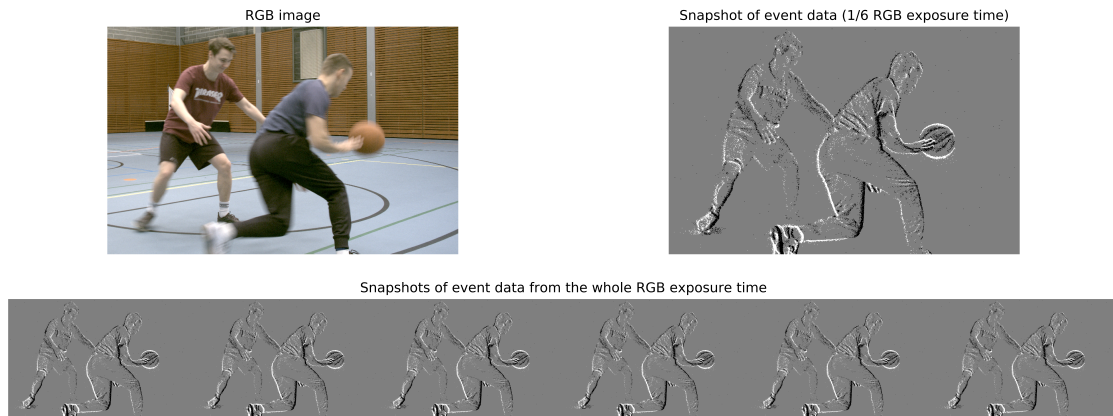 RGB image
Snapshot of event data (1/6 RGB exposure time)
THRASHER
Snapshots of event data from the whole RGB exposure time